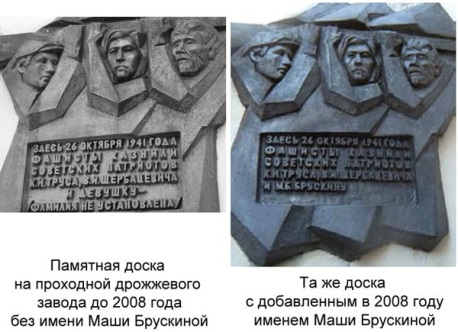 ЗДЕСЬ 26 ОКТЯБРЯ 1941 ГОДА
ФАШИСТЫ КАЗНИЛИ
СОВЕТСКИХ ПАТРИОТОВ
К.И.ТРУСА, В.И.ЩЕРБАЦЕВИЧА
И ДЕВУШКУ—
/ФАМИЛИЯ НЕ УСТАНОВЛЕНА/
Памятная доска
на проходной дрожжевого
завода до 2008 года
без имени Маши Брускиной
ЗДЕСЬ 26 ОКТЯБРЯ 1941 ГОДА
ФАШИСТЫ КАЗНИЛИ
СОВЕТСКИХ ПАТРИОТОВ
К.И.ТРУСА, В.И.ЩЕРБАЦЕВИЧА
И М.Б.БРУСКИНУ
Та же доска
с добавленным в 2008 году
именем Маши Брускиной